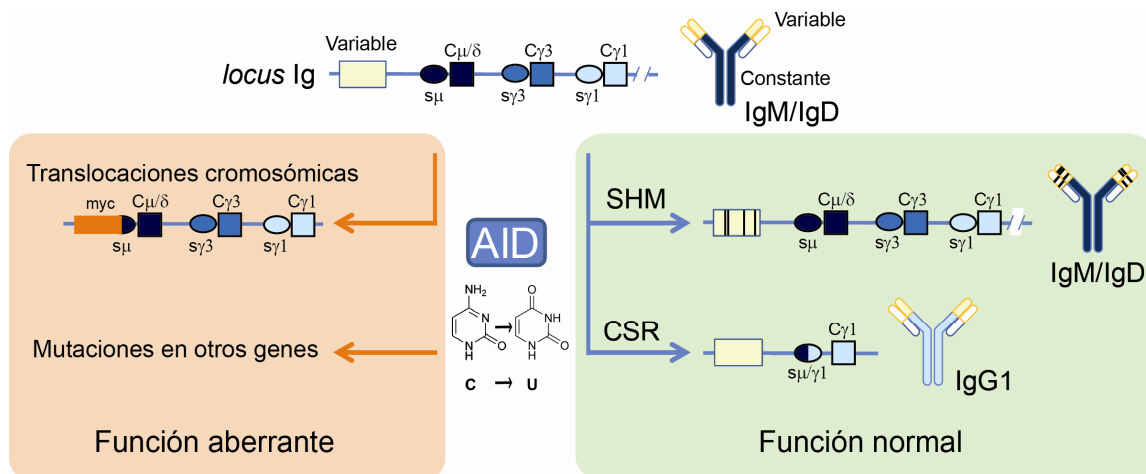 Variable
Cμ/δ
Cγ3
Cγ1
locus Ig
sμ
sγ3
sγ1
Variable
Constante
IgM/IgD
Translocaciones cromosómicas
myc
Cμ/δ
Cγ3
Cγ1
sμ
sγ3
sγ1
Mutaciones en otros genes
Función aberrante
AID
NH₂
N
N
H
O
O
NH
N
H
O
C → U
SHM
Cμ/δ
Cγ3
Cγ1
sμ
sγ3
sγ1
IgM/IgD
CSR
Cγ1
sμ/γ1
IgG1
Función normal